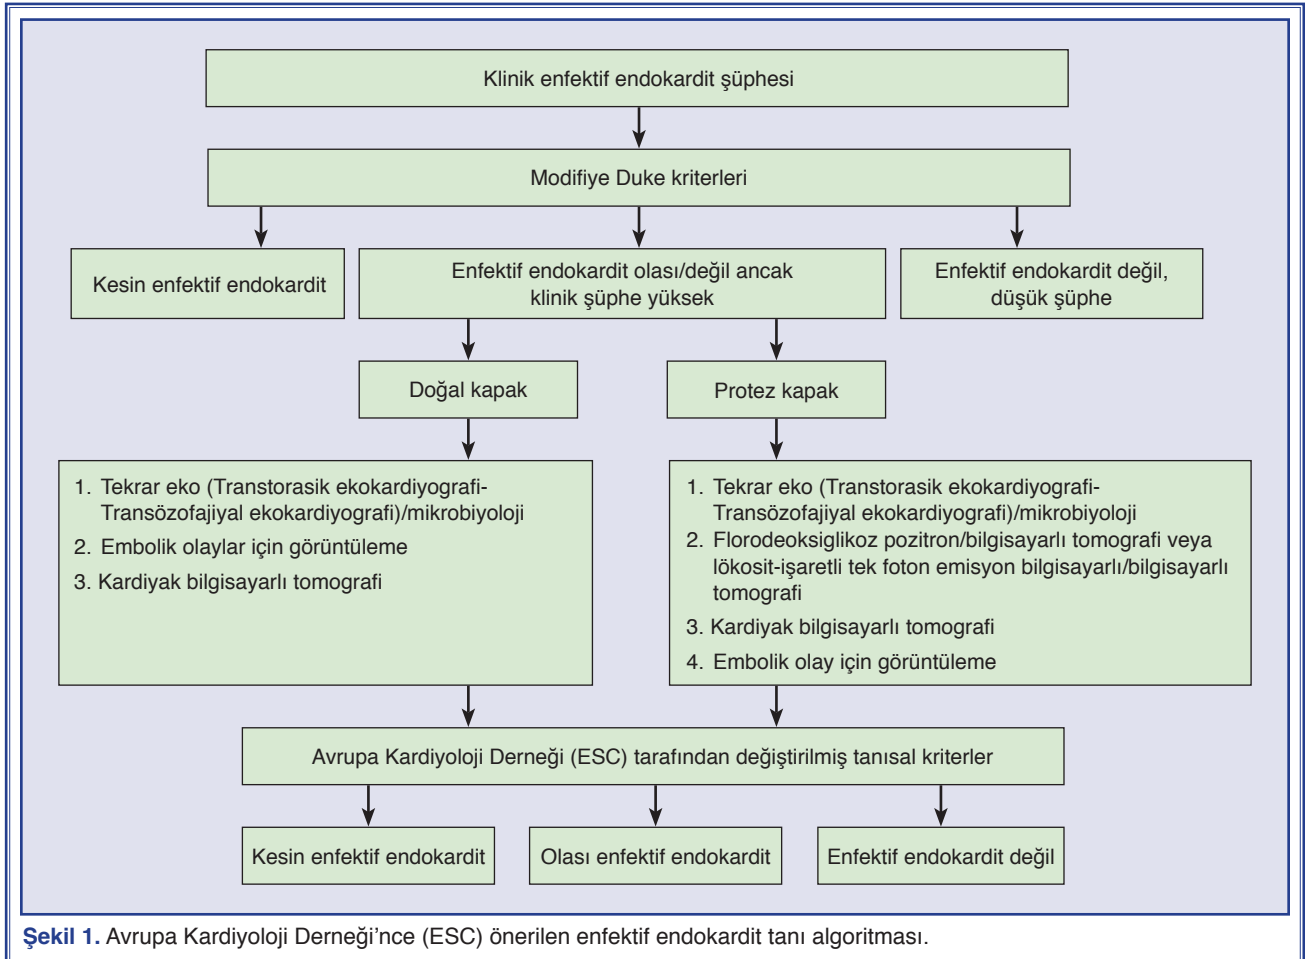 Klinik enfektif endokardit şüphesi
Modifiye Duke kriterleri
Kesin enfektif endokardit
Enfektif endokardit olası/değil ancak
klinik şüphe yüksek
Enfektif endokardit değil,
düşük şüphe
Doğal kapak
Protez kapak
1. Tekrar eko (Transtorasik ekokardiyografi-
Transözofajiyal ekokardiyografi)/mikrobiyoloji
2. Embolik olaylar için görüntüleme
3. Kardiyak bilgisayarlı tomografi
1. Tekrar eko (Transtorasik ekokardiyografi-
Transözofajiyal ekokardiyografi)/mikrobiyoloji
2. Florodeoksiglikoz pozitron/bilgisayarlı tomografi veya
lökosit-işaretli tek foton emisyon bilgisayarlı/bilgisayarlı
tomografi
3. Kardiyak bilgisayarlı tomografi
4. Embolik olay için görüntüleme
Avrupa Kardiyoloji Derneği (ESC) tarafından değiştirilmiş tanısal kriterler
Kesin enfektif endokardit
Olası enfektif endokardit
Enfektif endokardit değil
Şekil 1. Avrupa Kardiyoloji Derneği’nce (ESC) önerilen enfektif endokardit tanı algoritması.